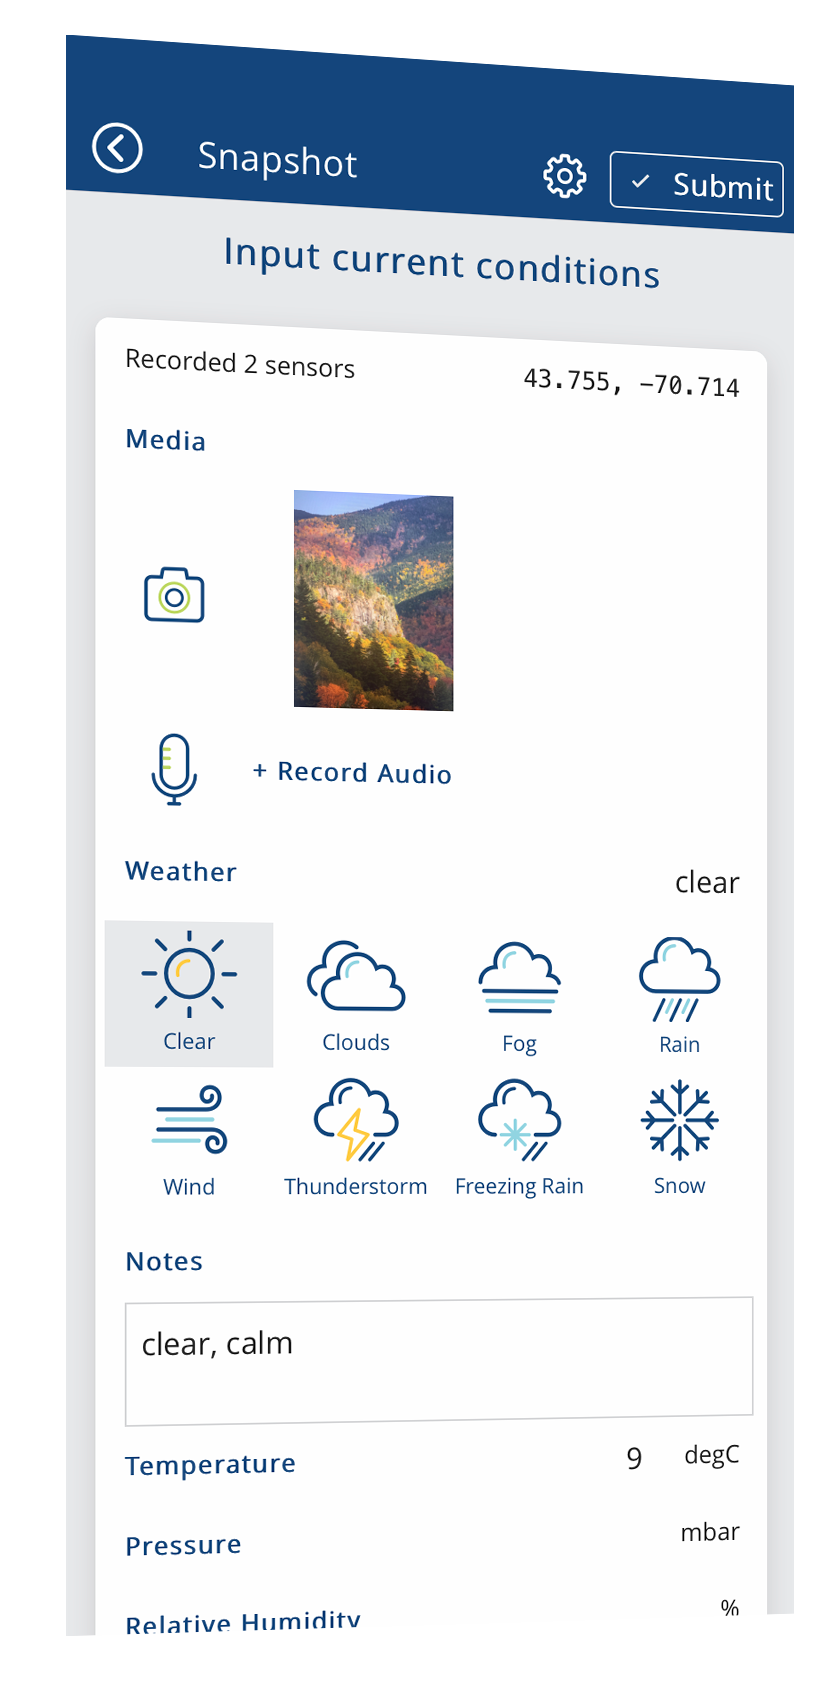 Snapshot
Submit
Input current conditions
Recorded 2 sensors 43.755, -70.714
Media
+ Record Audio
Weather clear
Clear Clouds Fog Rain
Wind Thunderstorm Freezing Rain Snow
Notes
clear, calm
Temperature 9 degC
Pressure mbar
Relative Humidity %